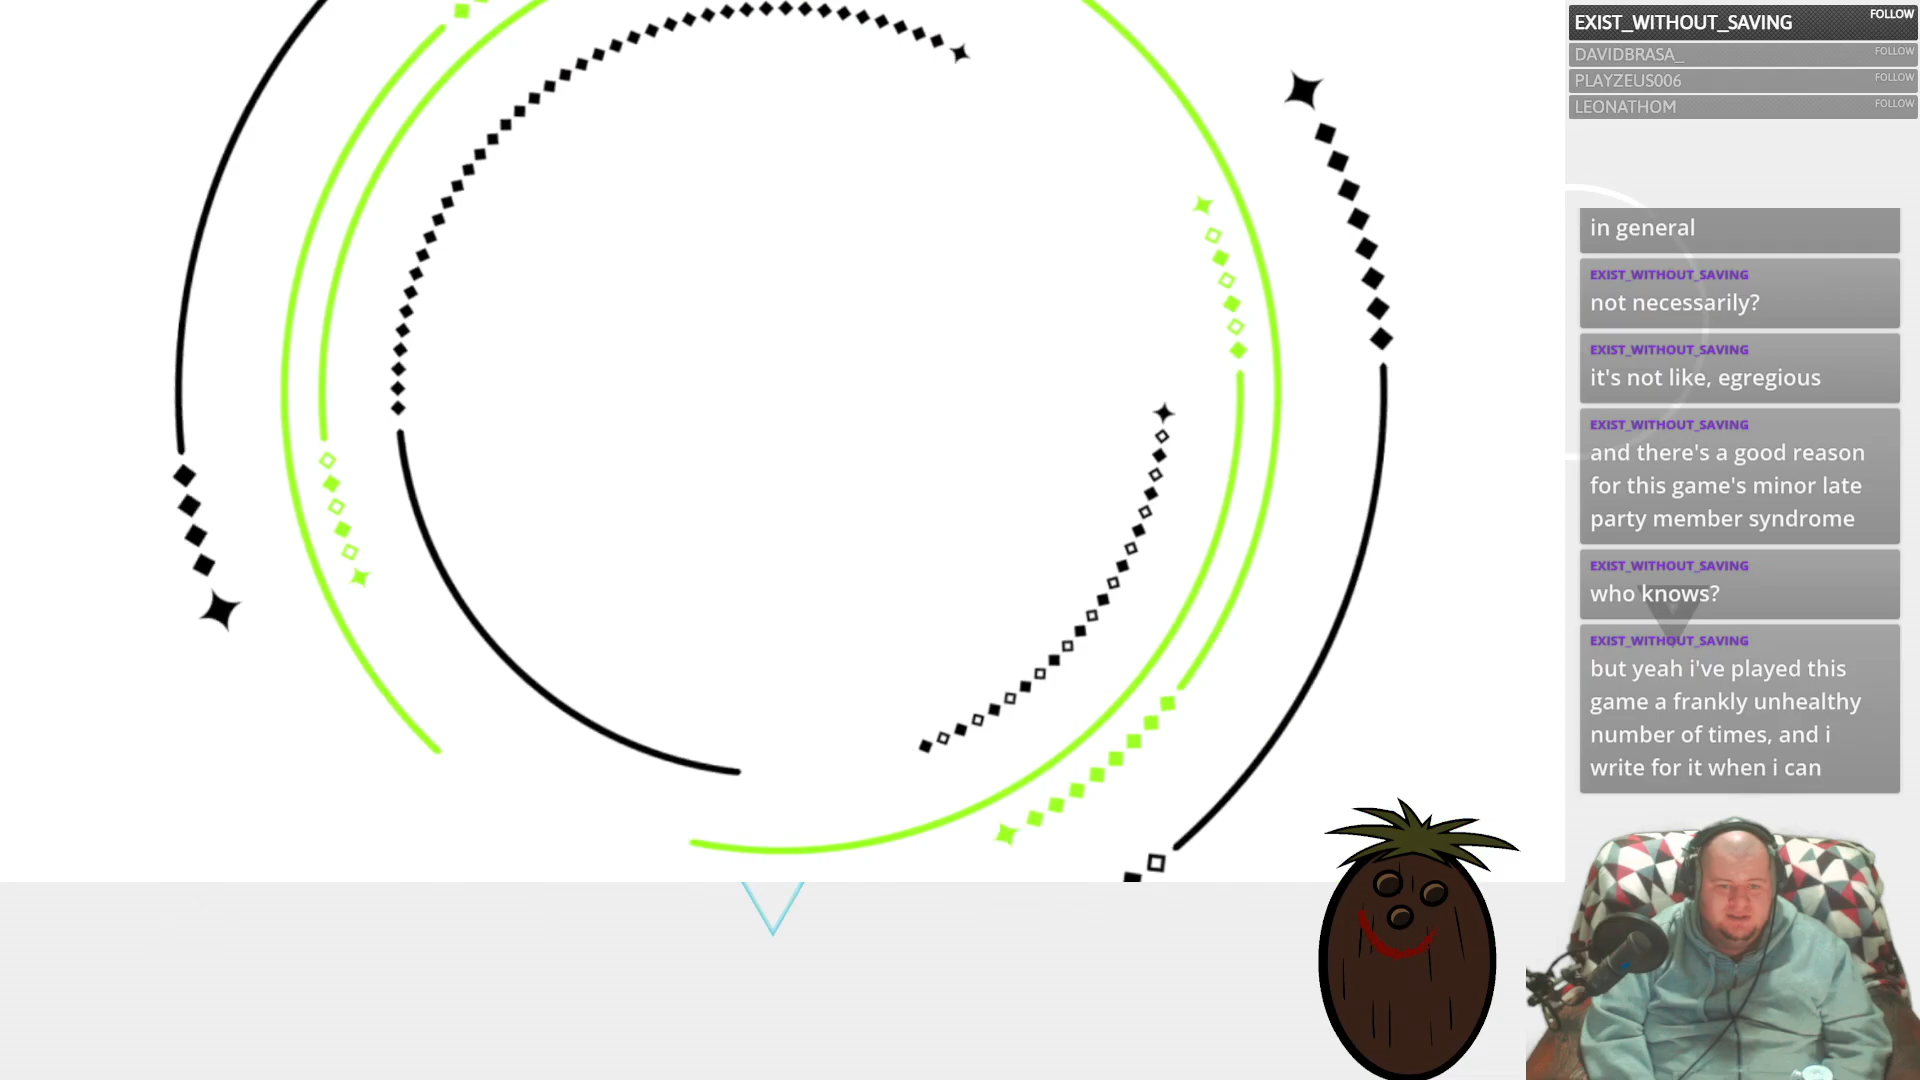 EXIST_WITHOUT_SAVING FOLLOW
DAVIDBRASA_ FOLLOW
PLAYZEUS006 FOLLOW
LEONATHOM FOLLOW
in general
EXIST_WITHOUT_SAVING
not necessarily?
EXIST_WITHOUT_SAVING
it's not like, egregious
EXIST_WITHOUT_SAVING
and there's a good reason
for this game's minor late
party member syndrome
EXIST_WITHOUT_SAVING
who knows?
EXIST_WITHOUT_SAVING
but yeah i've played this
game a frankly unhealthy
number of times, and i
write for it when i can